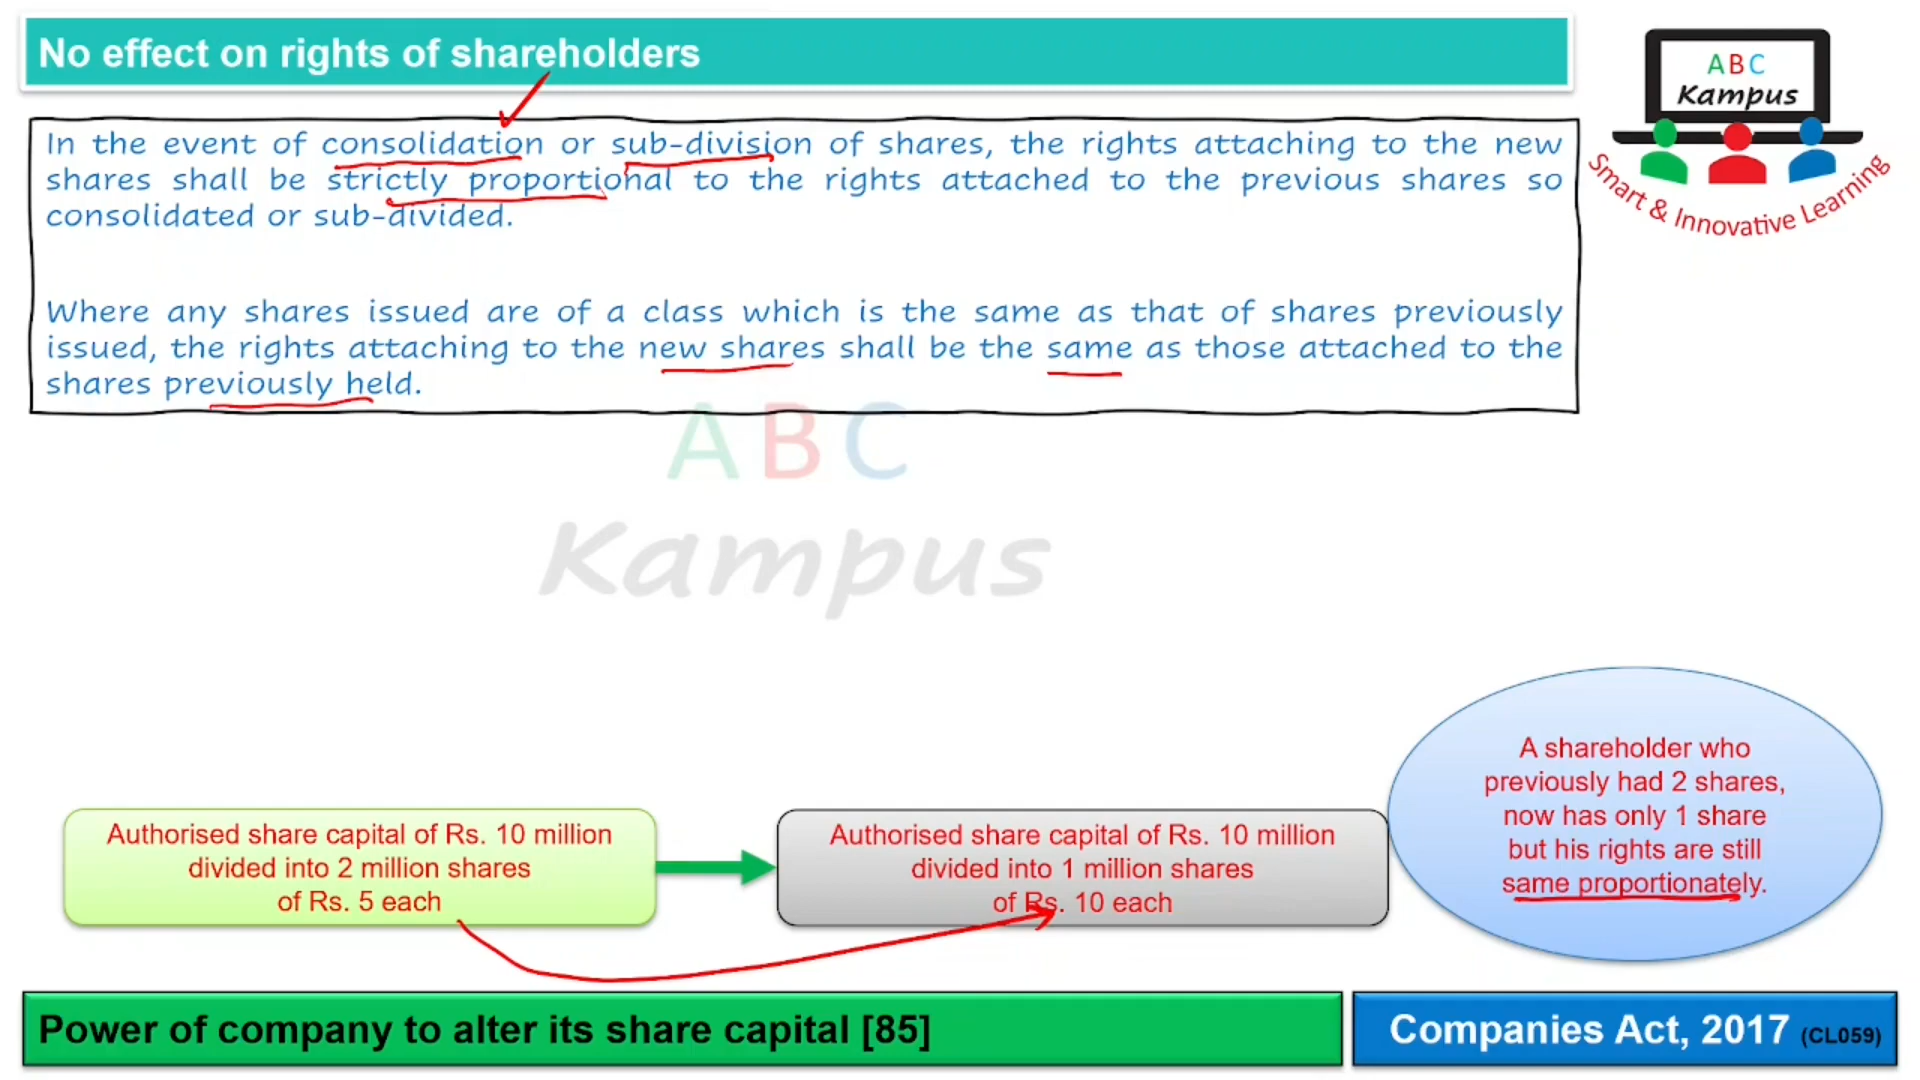 No effect on rights of shareholders
ABC
Kampus
Smart & Innovative Learning
In the event of consolidation or sub-division of shares, the rights attaching to the new
shares shall be strictly proportional to the rights attached to the previous shares so
consolidated or sub-divided.
Where any shares issued are of a class which is the same as that of shares previously
issued, the rights attaching to the new shares shall be the same as those attached to the
shares previously held.
ABC
Kampus
Authorised share capital of Rs. 10 million
divided into 2 million shares
of Rs. 5 each
Authorised share capital of Rs. 10 million
divided into 1 million shares
of Rs. 10 each
A shareholder who
previously had 2 shares,
now has only 1 share
but his rights are still
same proportionately.
Power of company to alter its share capital [85]
Companies Act, 2017 (CL059)